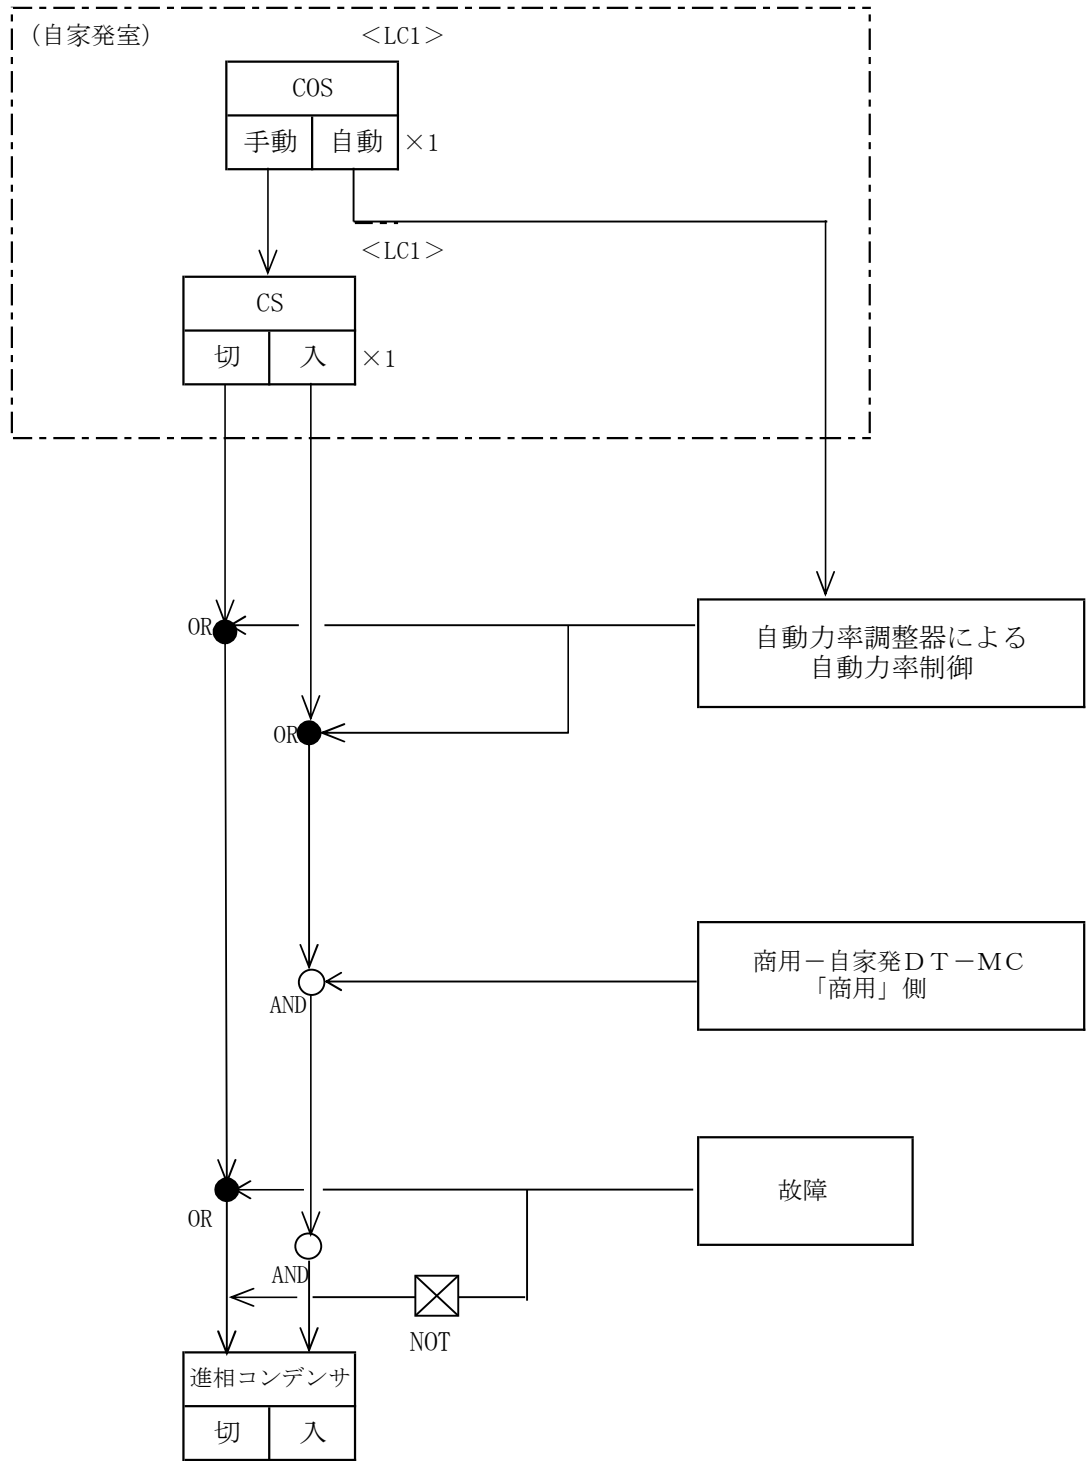 （自家発室）
＜LC1＞
COS
手動
自動
×1
＜LC1＞
CS
切
入
×1
OR
自動力率調整器による
自動力率制御
OR
商用－自家発ＤＴ－ＭＣ
「商用」側
AND
故障
OR
AND
NOT
進相コンデンサ
切
入